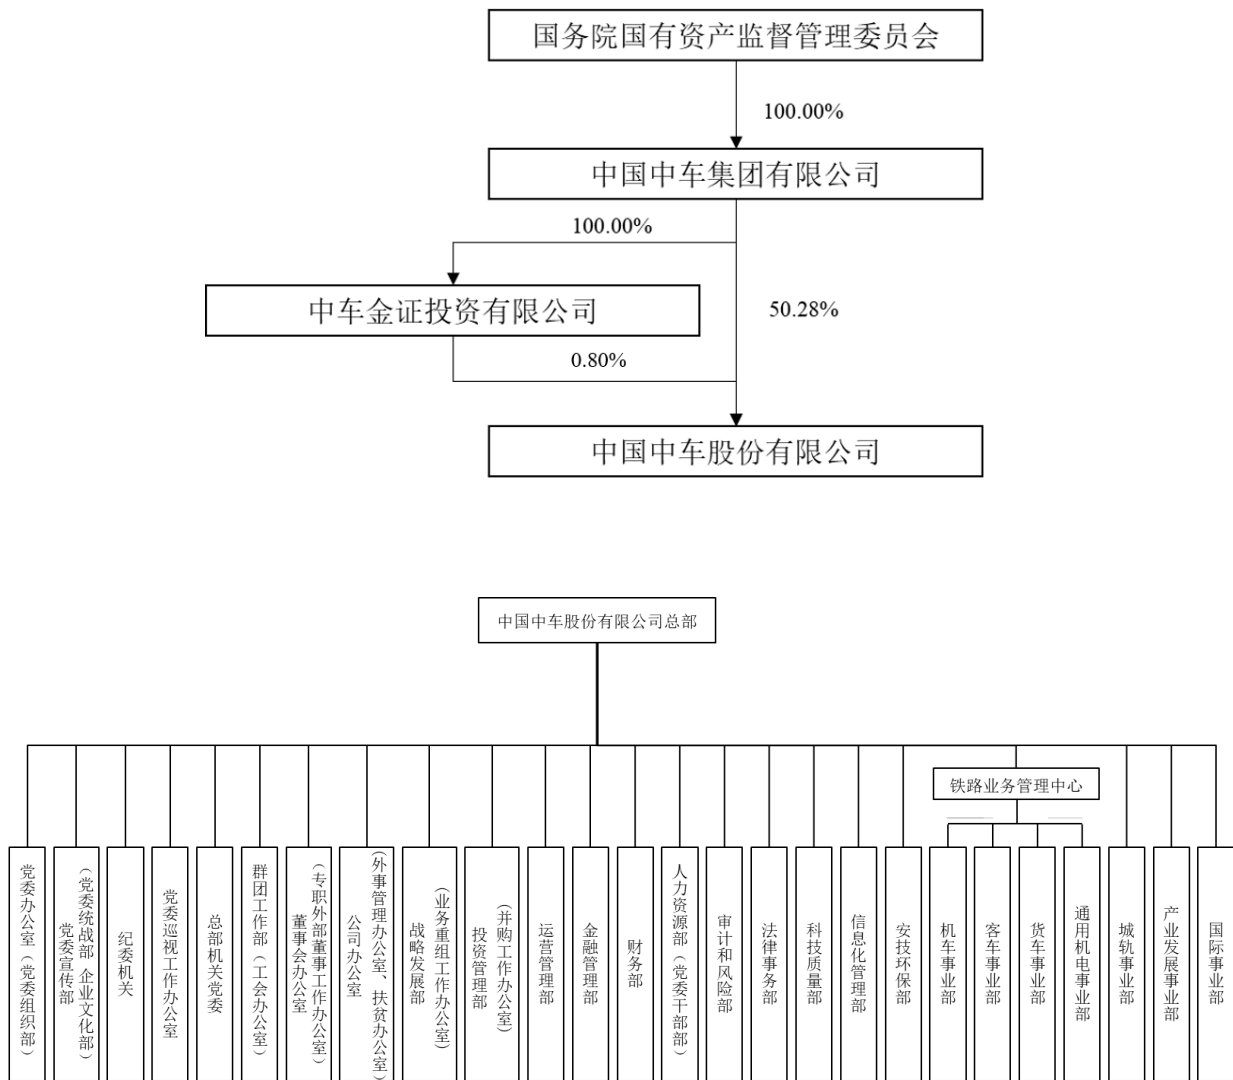 国务院国有资产监督管理委员会
100.00%
中国中车集团有限公司
100.00%
中车金证投资有限公司
50.28%
0.80%
中国中车股份有限公司
中国中车股份有限公司总部
铁路业务管理中心
党委办公室（党委组织部）
党委宣传部
（党委统战部 企业文化部）
纪委机关
党委巡视工作办公室
总部机关党委
群团工作部（工会办公室）
董事会办公室
（专职外部董事工作办公室）
公司办公室
（外事管理办公室、扶贫办公室）
战略发展部
（业务重组工作办公室）
投资管理部
（并购工作办公室）
运营管理部
金融管理部
财务部
人力资源部（党委干部部）
审计和风险部
法律事务部
科技质量部
信息化管理部
安技环保部
机车事业部
客车事业部
货车事业部
通用机电事业部
城轨事业部
产业发展事业部
国际事业部